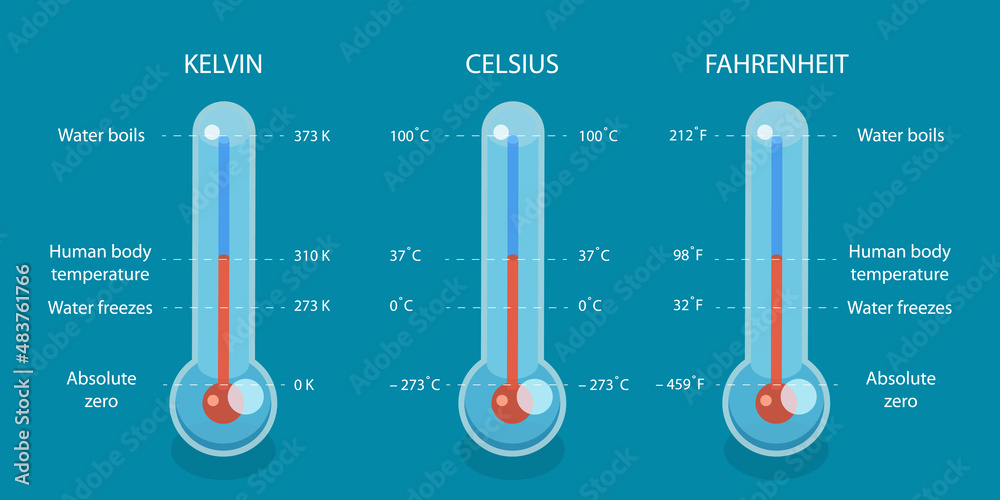 KELVIN CELSIUS FAHRENHEIT
Water boils 373 K 100°C 100°C 212°F Water boils
Human body temperature 310 K 37°C 37°C 98°F Human body temperature
Water freezes 273 K 0°C 0°C 32°F Water freezes
Absolute zero 0 K –273°C –273°C –459°F Absolute zero
Adobe Stock | #483761766
Adobe Stock